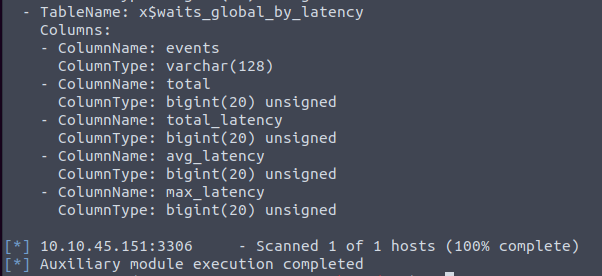 - TableName: x$waits_global_by_latency
Columns:
- ColumnName: events
ColumnType: varchar(128)
- ColumnName: total
ColumnType: bigint(20) unsigned
- ColumnName: total_latency
ColumnType: bigint(20) unsigned
- ColumnName: avg_latency
ColumnType: bigint(20) unsigned
- ColumnName: max_latency
ColumnType: bigint(20) unsigned
[*] 10.10.45.151:3306 - Scanned 1 of 1 hosts (100% complete)
[*] Auxiliary module execution completed